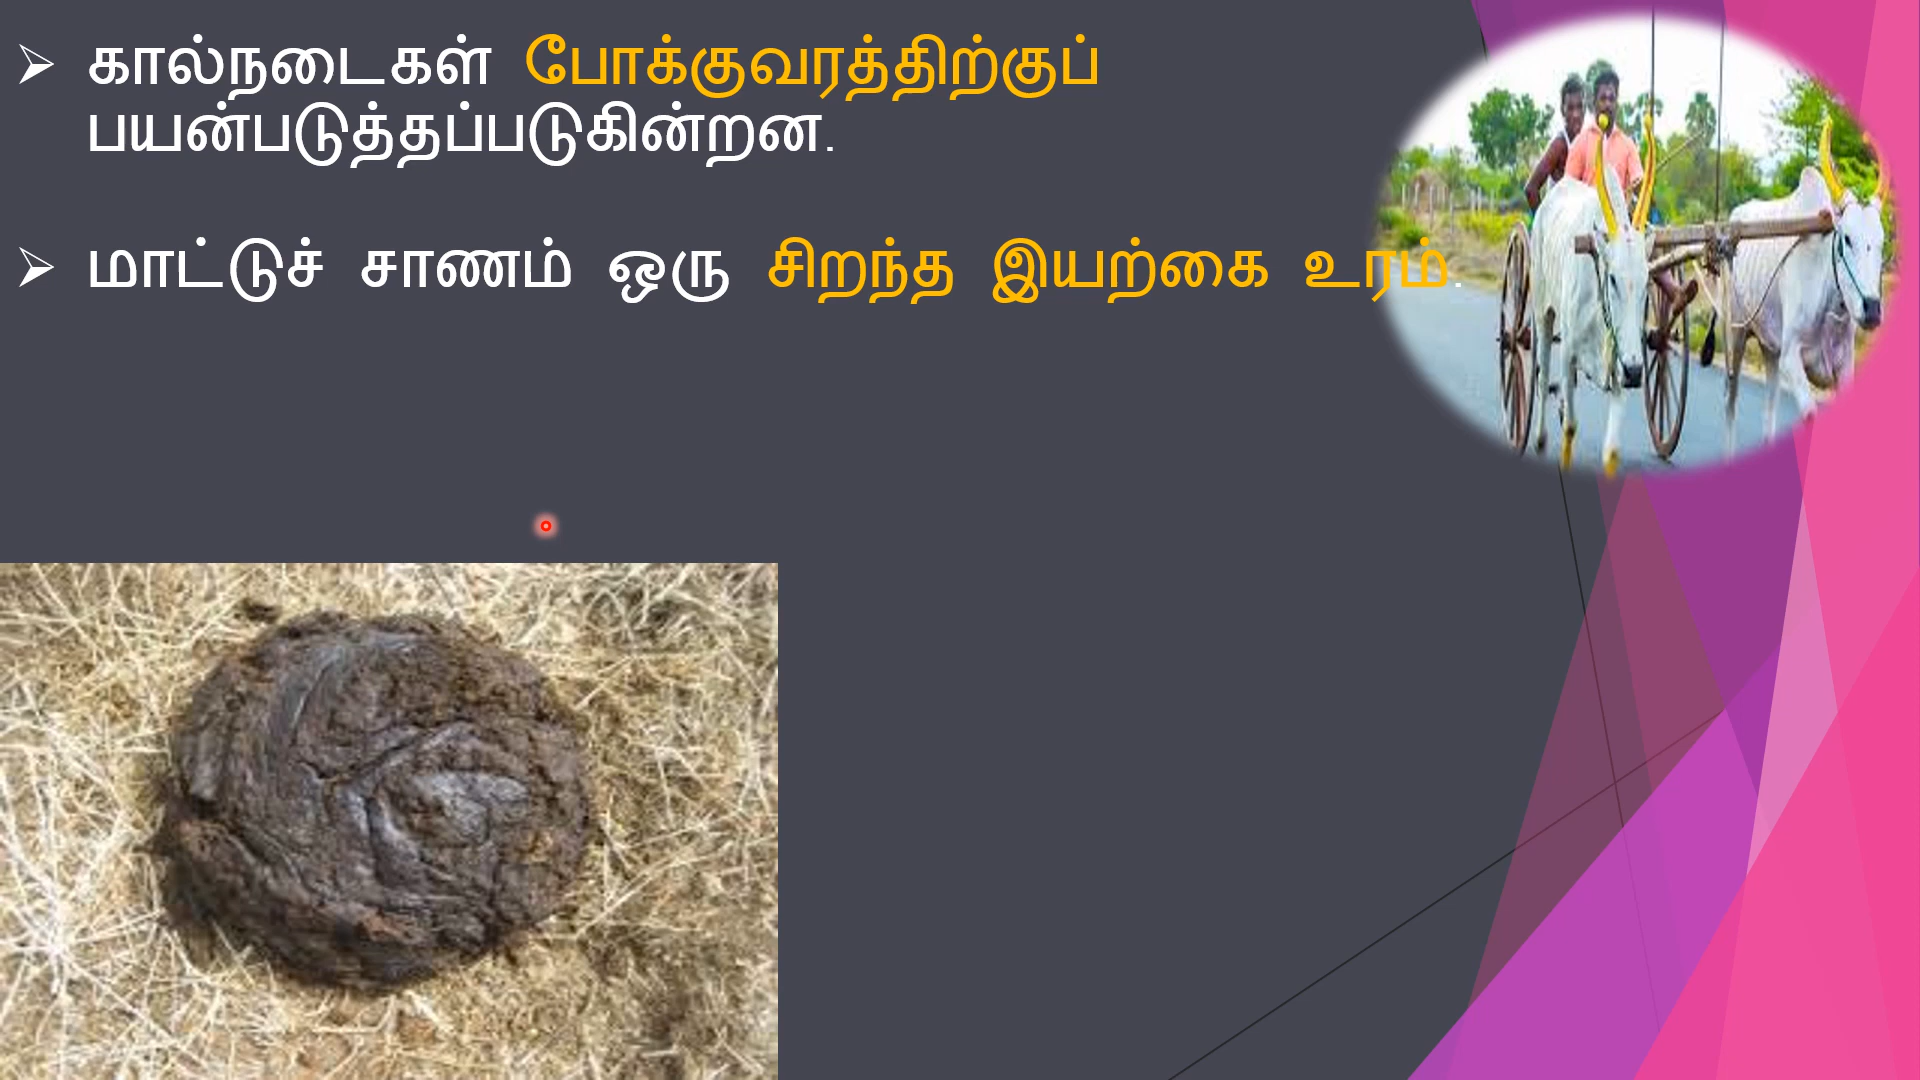 ➢ கால்நடைகள் போக்குவரத்திற்குப்
பயன்படுத்தப்படுகின்றன.
➢ மாட்டுச் சாணம் ஒரு சிறந்த இயற்கை உரம்.